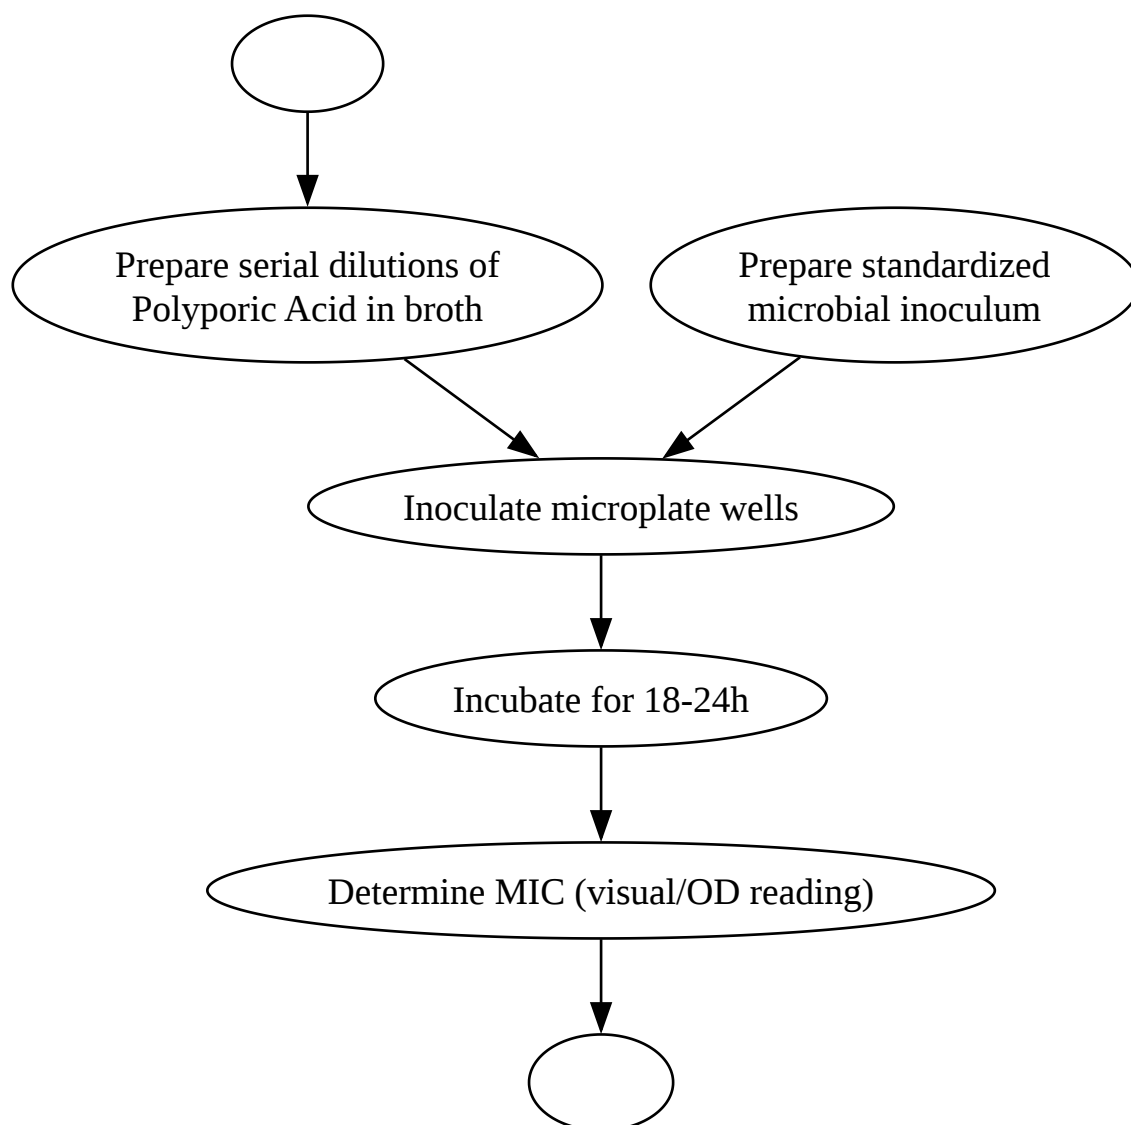 Prepare serial dilutions of
Polyporic Acid in broth
Prepare standardized
microbial inoculum
Inoculate microplate wells
Incubate for 18-24h
Determine MIC (visual/OD reading)